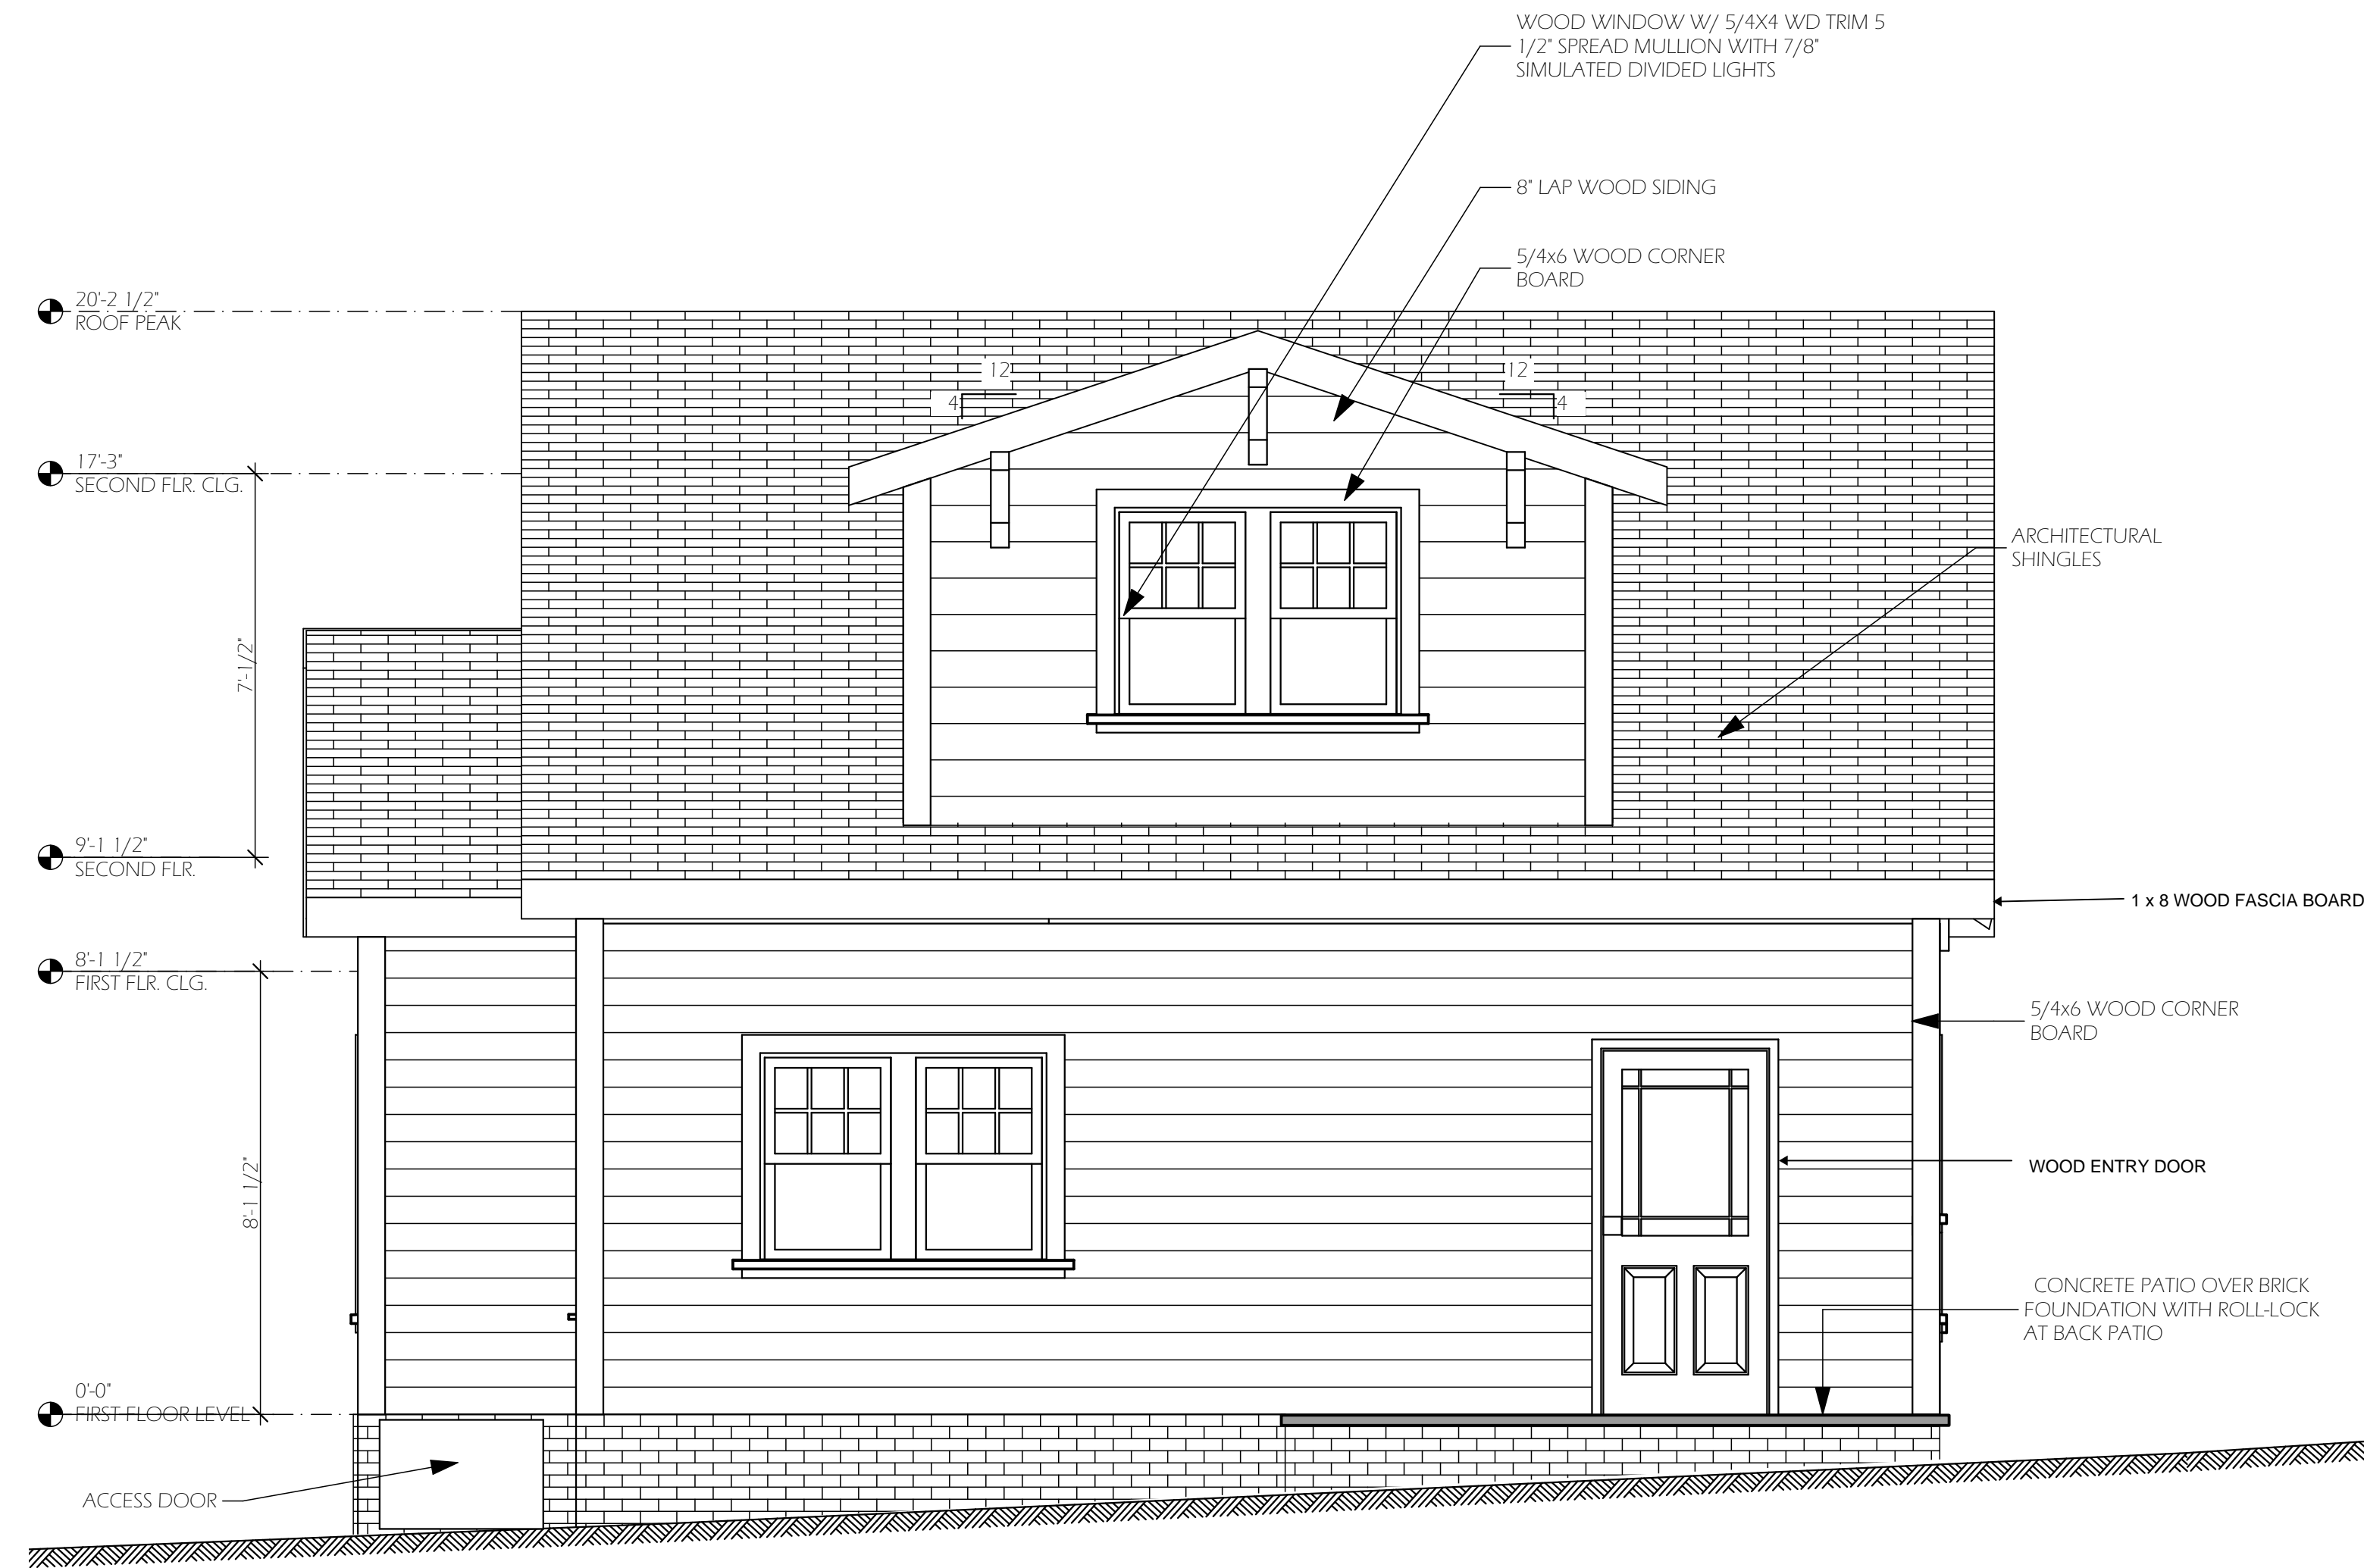 WOOD WINDOW W/ 5/4X4 WD TRIM 5
1/2" SPREAD MULLION WITH 7/8"
SIMULATED DIVIDED LIGHTS
8" LAP WOOD SIDING
5/4x6 WOOD CORNER
BOARD
20'-2 1/2"
ROOF PEAK
12
4
12
4
17'-3"
SECOND FLR. CLG.
ARCHITECTURAL
SHINGLES
7'-1/2"
9'-1 1/2"
SECOND FLR.
1 x 8 WOOD FASCIA BOARD
8'-1 1/2"
FIRST FLR. CLG.
5/4x6 WOOD CORNER
BOARD
8'-1 1/2"
WOOD ENTRY DOOR
CONCRETE PATIO OVER BRICK
FOUNDATION WITH ROLL-LOCK
AT BACK PATIO
0'-0"
FIRST FLOOR LEVEL
ACCESS DOOR